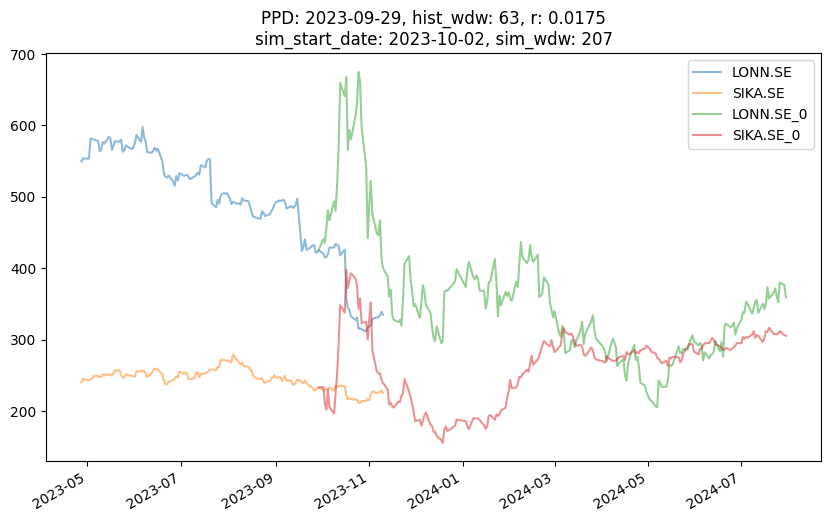 PPD: 2023-09-29, hist_wdw: 63, r: 0.0175
sim_start_date: 2023-10-02, sim_wdw: 207
700
600
500
400
300
200
LONN.SE
SIKA.SE
LONN.SE_0
SIKA.SE_0
2023-05
2023-07
2023-09
2023-11
2024-01
2024-03
2024-05
2024-07